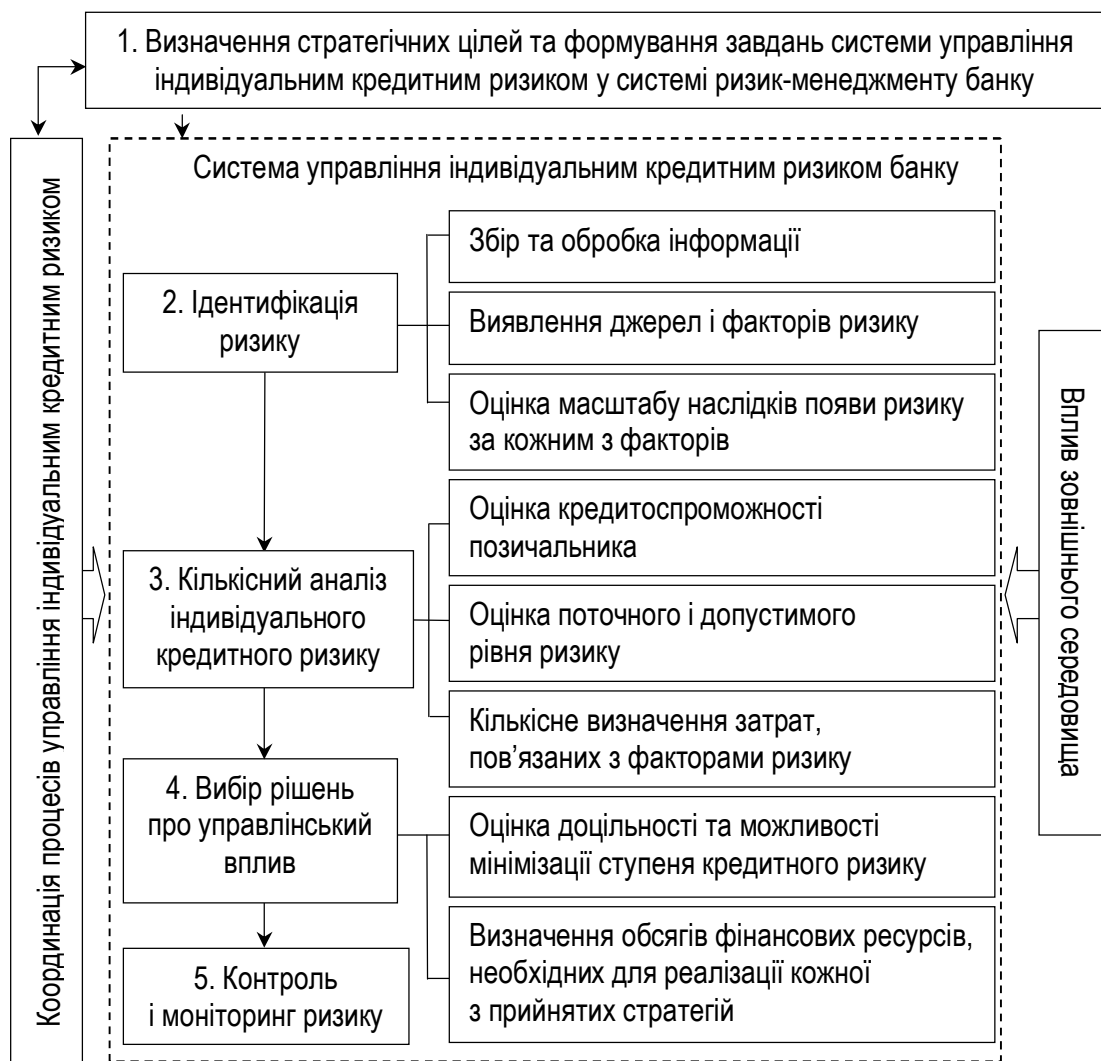 1. Визначення стратегічних цілей та формування завдань системи управління
індивідуальним кредитним ризиком у системі ризик-менеджменту банку
Координація процесів управління індивідуальним кредитним ризиком
Система управління індивідуальним кредитним ризиком банку
2. Ідентифікація
ризику
Збір та обробка інформації
Виявлення джерел і факторів ризику
Оцінка масштабу наслідків появи ризику
за кожним з факторів
3. Кількісний аналіз
індивідуального
кредитного ризику
Оцінка кредитоспроможності
позичальника
Оцінка поточного і допустимого
рівня ризику
Кількісне визначення затрат,
пов’язаних з факторами ризику
4. Вибір рішень
про управлінський
вплив
Оцінка доцільності та можливості
мінімізації ступеня кредитного ризику
Визначення обсягів фінансових ресурсів,
необхідних для реалізації кожної
з прийнятих стратегій
5. Контроль
і моніторинг ризику
Вплив зовнішнього середовища